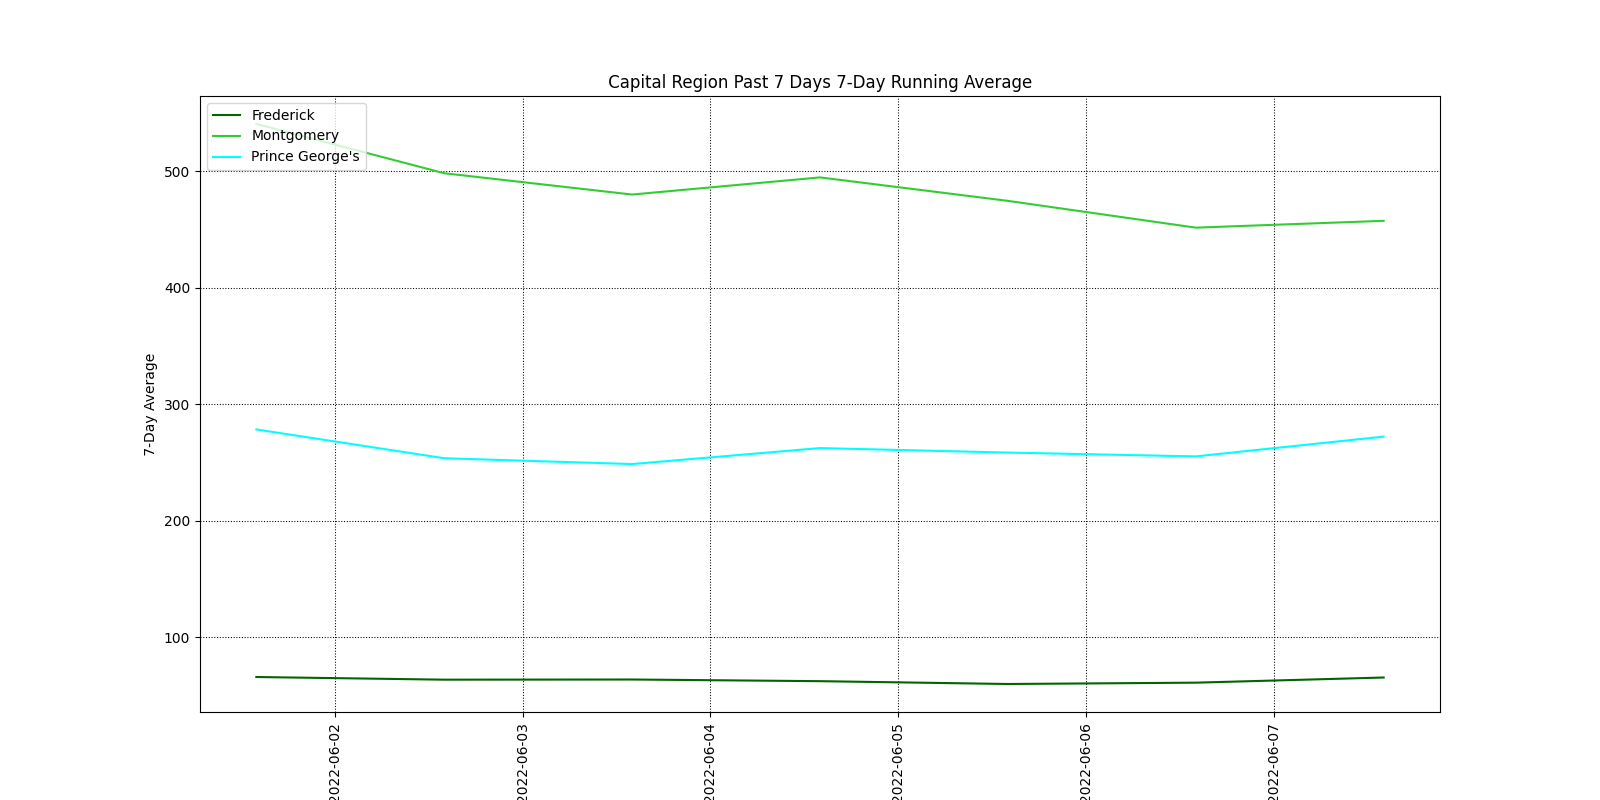 Capital Region Past 7 Days 7-Day Running Average
Frederick
Montgomery
Prince George's
500
400
300
200
100
7-Day Average
2022-06-02
2022-06-03
2022-06-04
2022-06-05
2022-06-06
2022-06-07